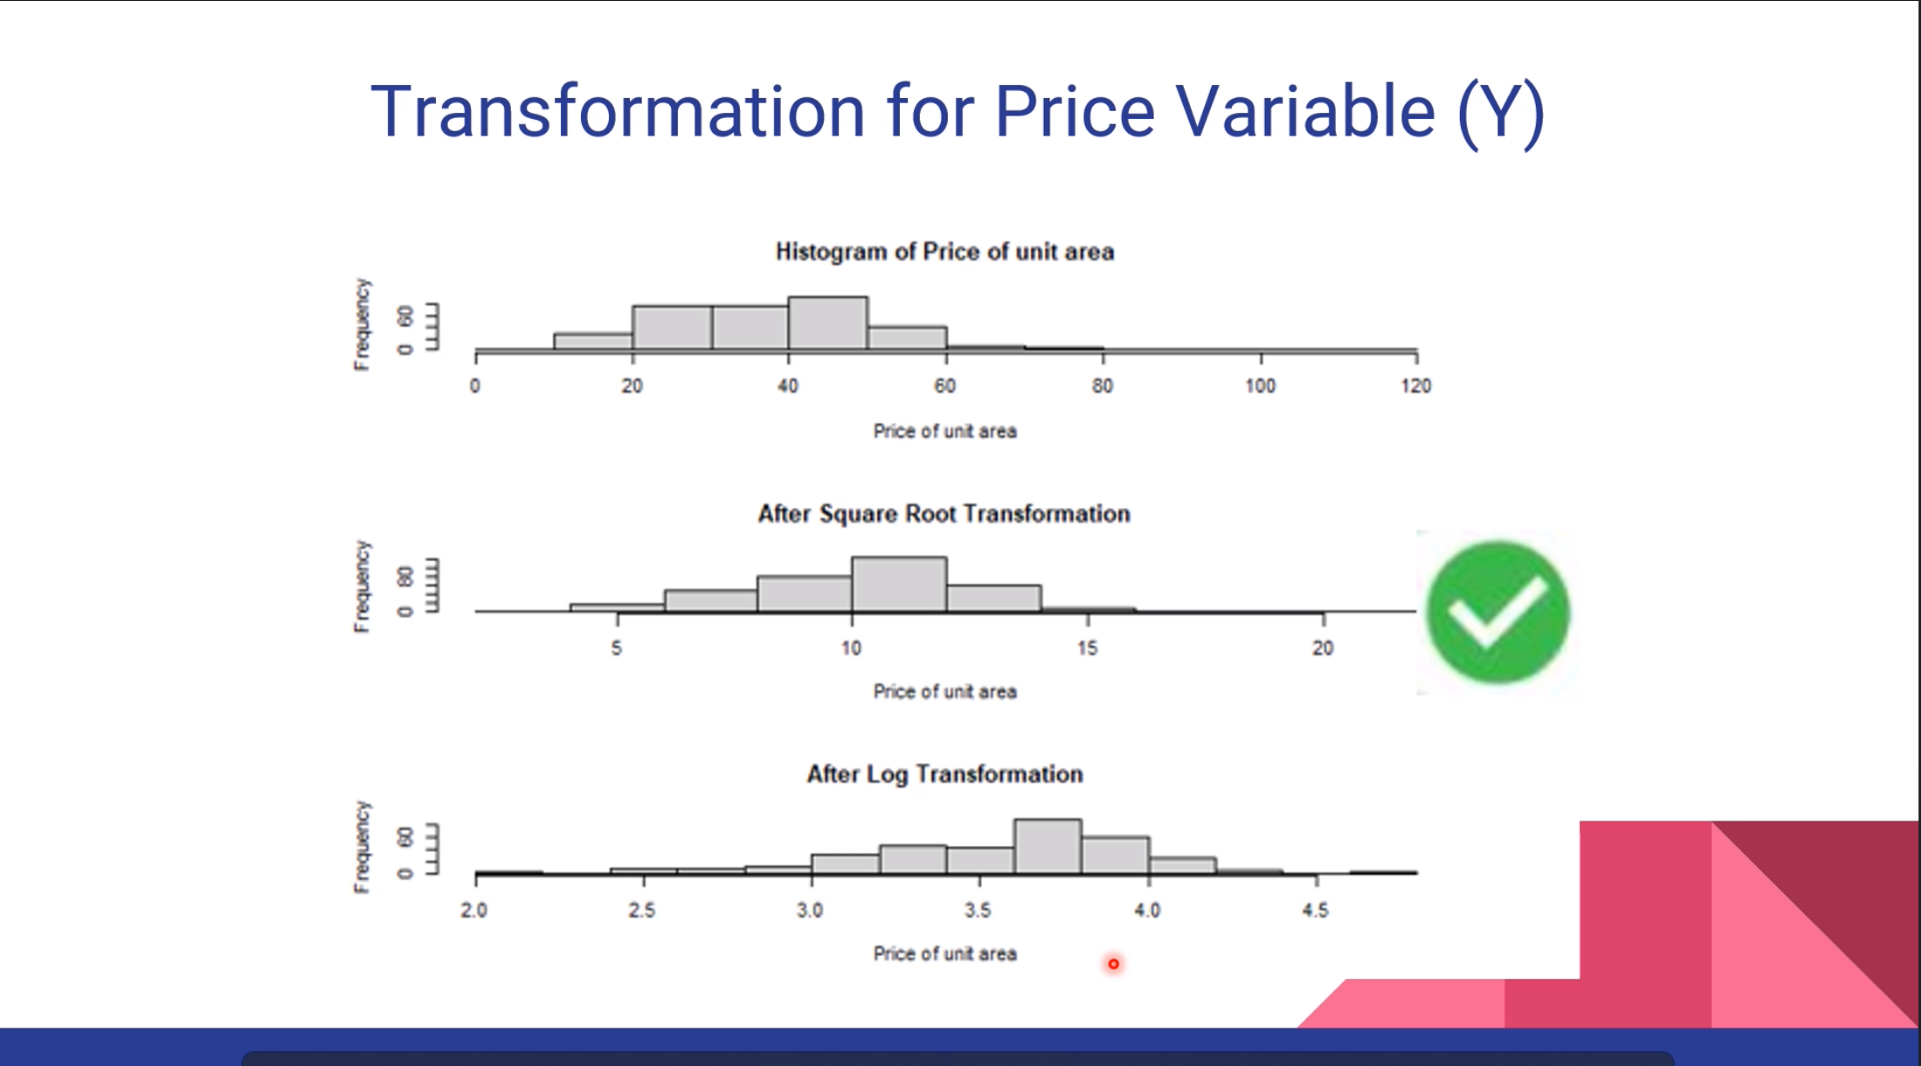 Transformation for Price Variable (Y)
Histogram of Price of unit area
Frequency
60
0
0 20 40 60 80 100 120
Price of unit area
After Square Root Transformation
Frequency
80
0
5 10 15 20
Price of unit area
After Log Transformation
Frequency
60
0
2.0 2.5 3.0 3.5 4.0 4.5
Price of unit area